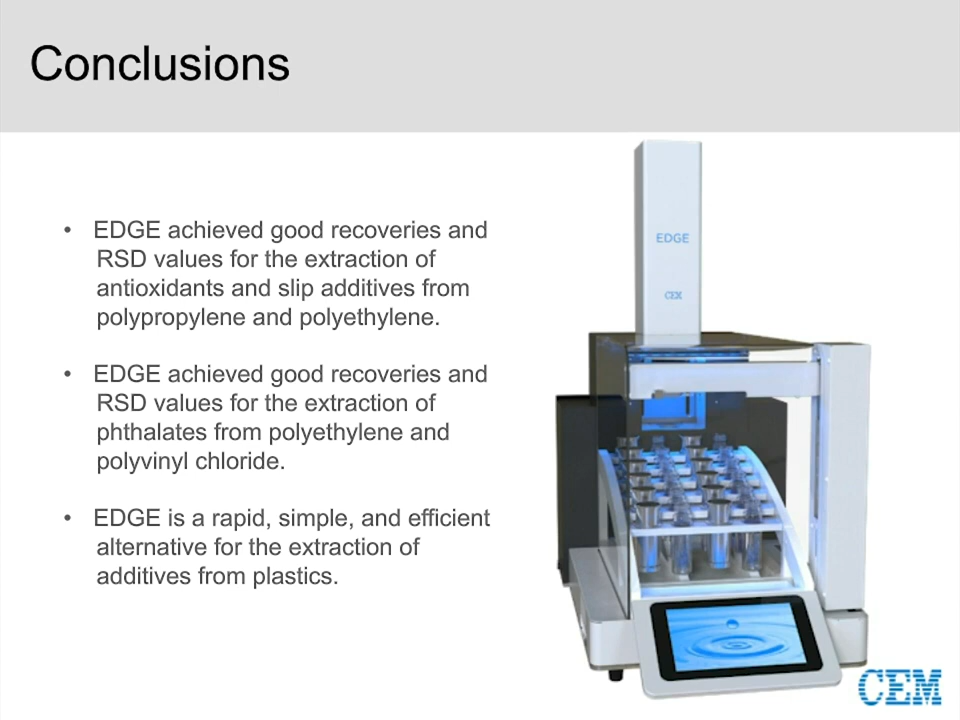 Conclusions
• EDGE achieved good recoveries and
RSD values for the extraction of
antioxidants and slip additives from
polypropylene and polyethylene.
• EDGE achieved good recoveries and
RSD values for the extraction of
phthalates from polyethylene and
polyvinyl chloride.
• EDGE is a rapid, simple, and efficient
alternative for the extraction of
additives from plastics.
EDGE
CEM
CEM